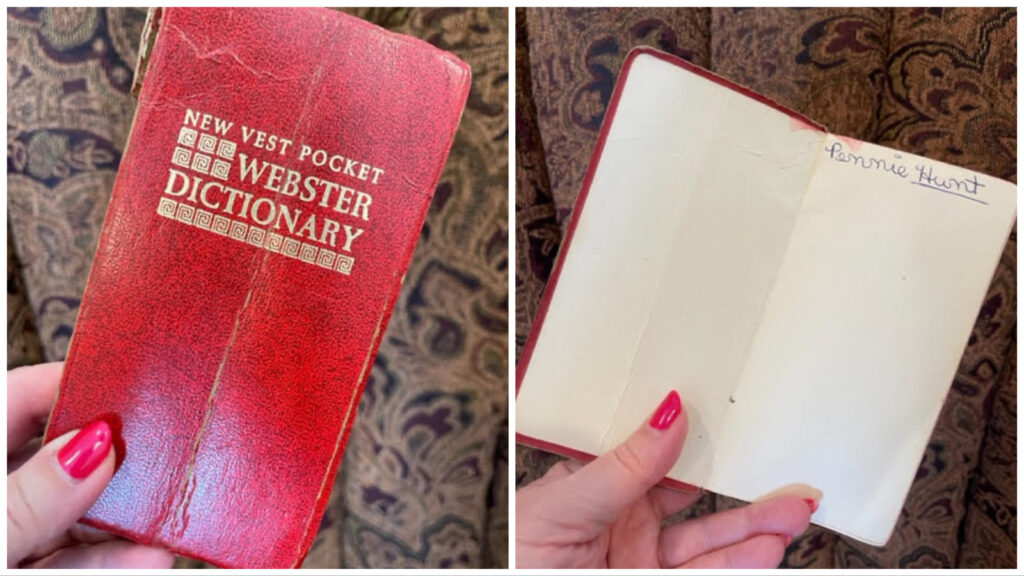 NEW VEST POCKET
WEBSTER
DICTIONARY
Pennie Hunt